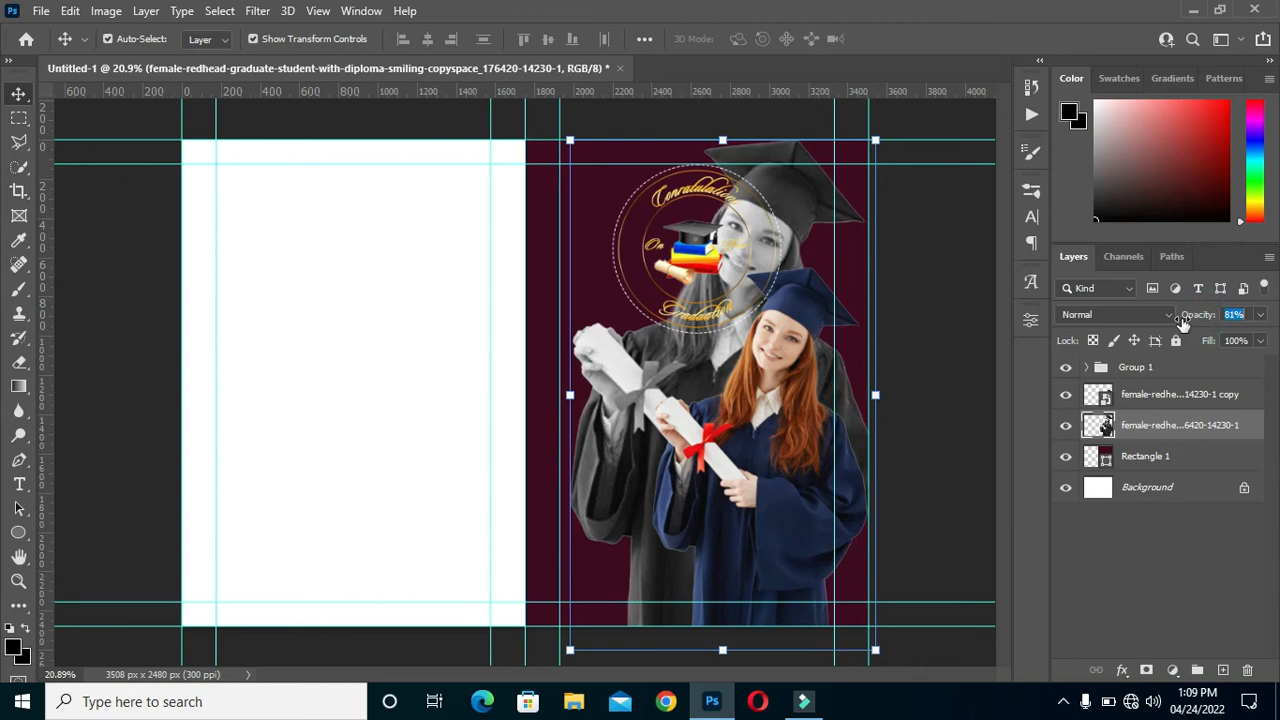 Ps File Edit Image Layer Type Select Filter 3D View Window Help
Auto-Select: Layer Show Transform Controls 3D Mode:
Untitled-1 @ 20.9% (female-redhead-graduate-student-with-diploma-smiling-copyspace_176420-14230-1, RGB/8) * ×
600 400 200 0 200 400 600 800 1000 1200 1400 1600 1800 2000 2200 2400 2600 2800 3000 3200 3400 3600 3800 4000
Color Swatches Gradients Patterns
Conratulations
On
Graduation
Layers Channels Paths
Kind
Normal Opacity: 81%
Lock: Fill: 100%
Group 1
female-redhe...14230-1 copy
female-redhe...6420-14230-1
Rectangle 1
Background
20.89% 3508 px x 2480 px (300 ppi)
Type here to search
Ps
1:09 PM
04/24/2022